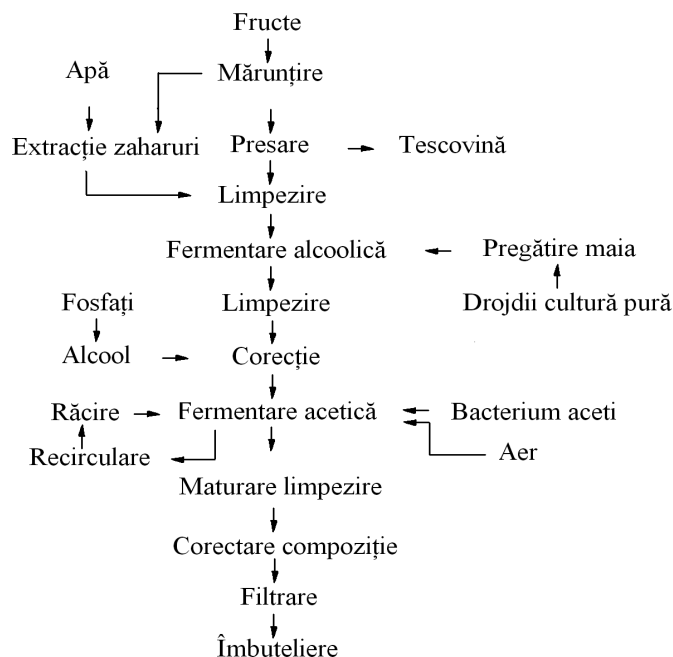 Fructe
Apă
Mărunțire
Extracție zaharuri
Presare
Tescovină
Limpezire
Fermentare alcoolică
Pregătire maia
Fosfați
Limpezire
Drojdii cultură pură
Alcool
Corecție
Răcire
Fermentare acetică
Bacterium aceti
Recirculare
Aer
Maturare limpezire
Corectare compoziție
Filtrare
Îmbuteliere